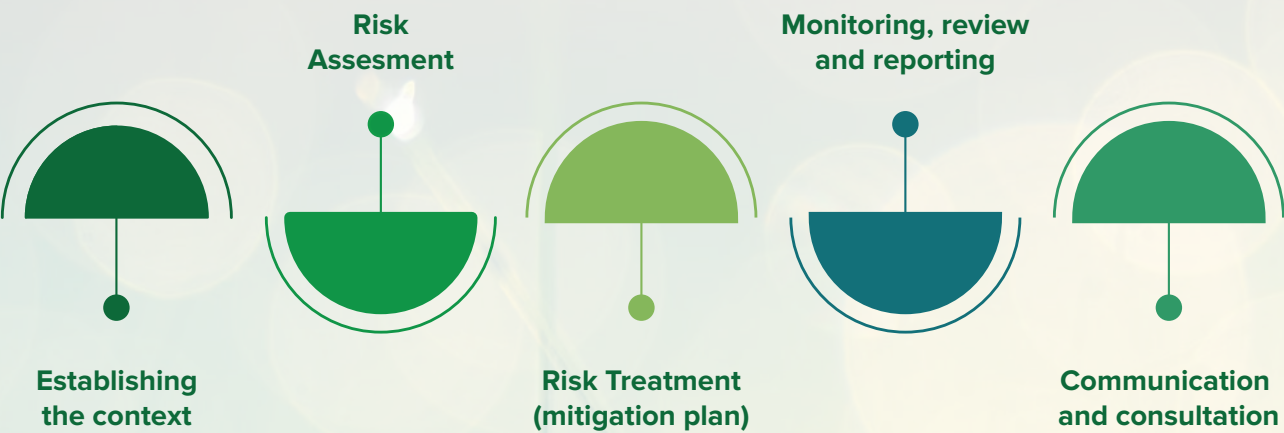 Establishing
the context
Risk
Assesment
Risk Treatment
(mitigation plan)
Monitoring, review
and reporting
Communication
and consultation